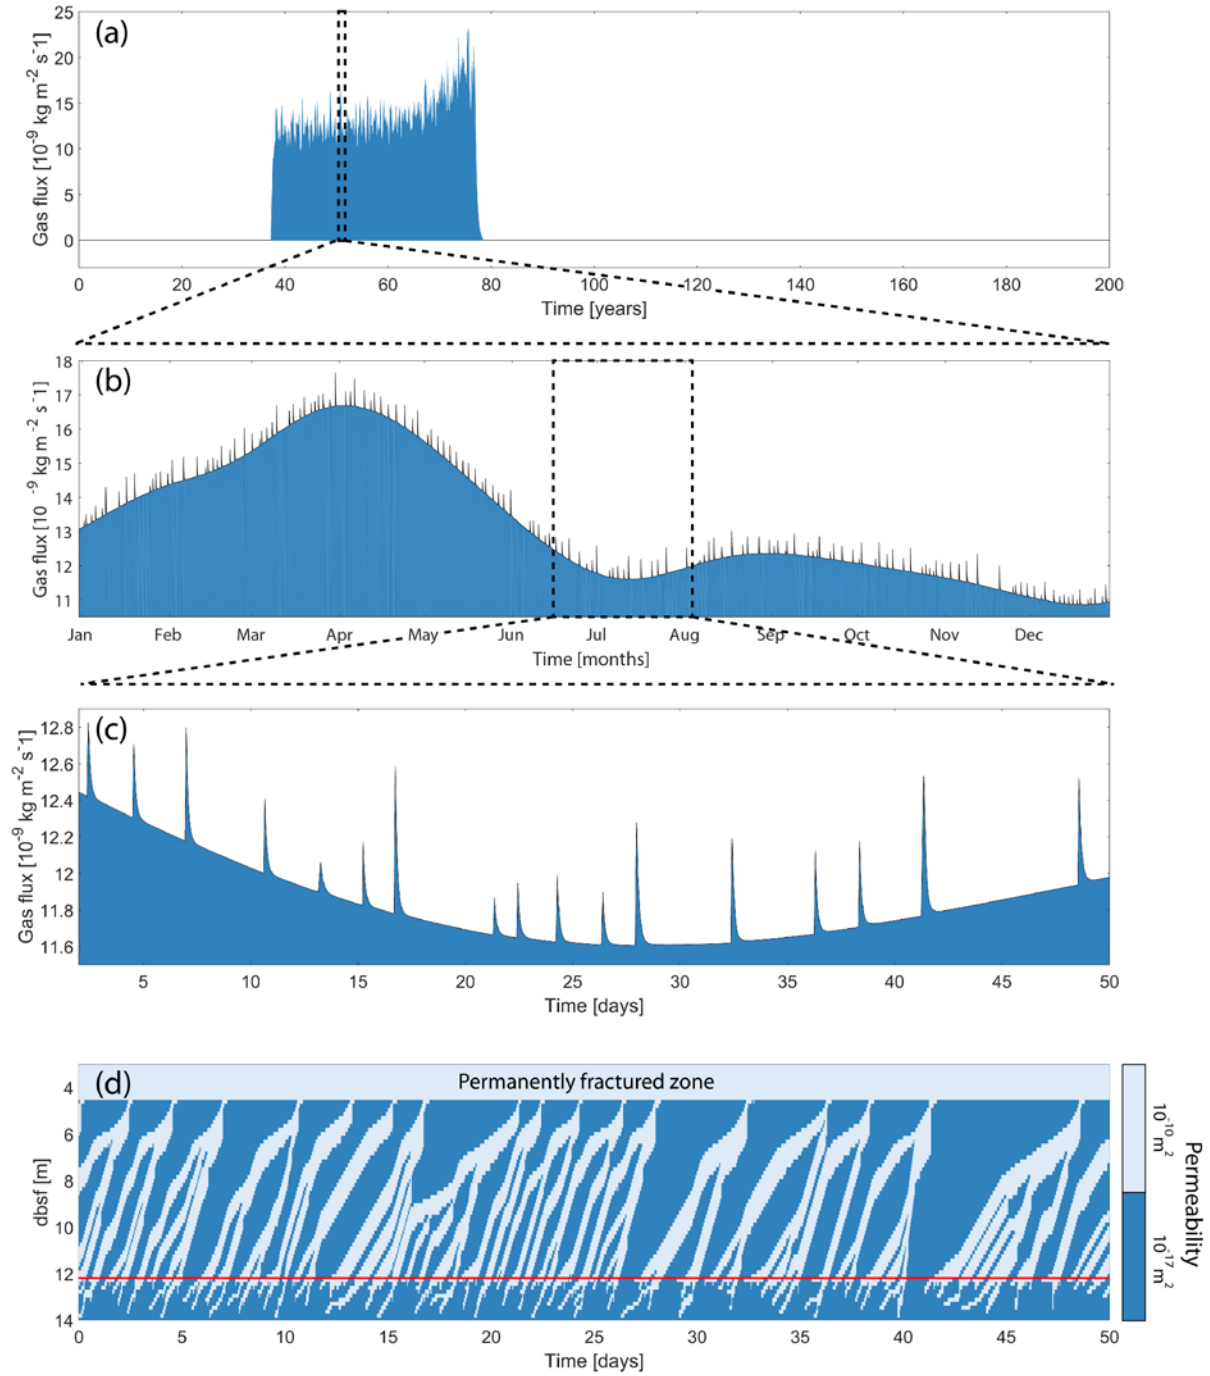 (a)
Gas flux [10⁻⁹ kg m⁻² s⁻1]
25
20
15
10
5
0
0 20 40 60 80 100 120 140 160 180 200
Time [years]
(b)
Gas flux [10 ⁻⁹ kg m ⁻² s ⁻1]
18
17
16
15
14
13
12
11
Jan Feb Mar Apr May Jun Jul Aug Sep Oct Nov Dec
Time [months]
(c)
Gas flux [10⁻⁹ kg m⁻² s⁻1]
12.8
12.6
12.4
12.2
12
11.8
11.6
5 10 15 20 25 30 35 40 45 50
Time [days]
(d)
Permanently fractured zone
dbsf [m]
4
6
8
10
12
14
0 5 10 15 20 25 30 35 40 45 50
Time [days]
10⁻¹⁰ m²
10⁻¹⁷ m²
Permeability